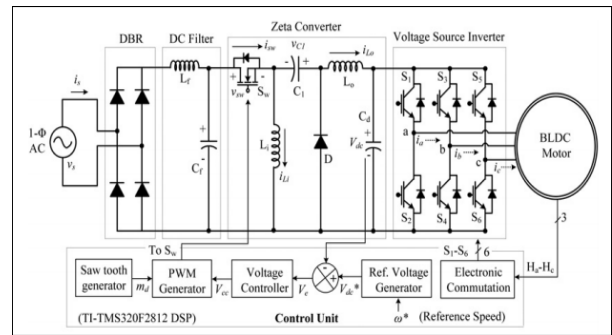 DBR
DC Filter
Zeta Converter
Voltage Source Inverter
i_s
1-Φ
AC
v_s
L_f
C_f
+
-
i_sw
+
-
v_sw
S_w
v_C1
+
-
C_1
i_Lo
L_o
L_i
i_Li
D
C_d
+
V_dc
-
S_1
S_3
S_5
a
b
c
i_a
i_b
i_c
S_2
S_4
S_6
BLDC
Motor
3
H_a-H_c
S_1-S_6
6
To S_w
Saw tooth
generator
m_d
PWM
Generator
V_cc
Voltage
Controller
V_e
-
+
V_dc*
Ref. Voltage
Generator
ω*
(Reference Speed)
Electronic
Commutation
(TI-TMS320F2812 DSP)
Control Unit